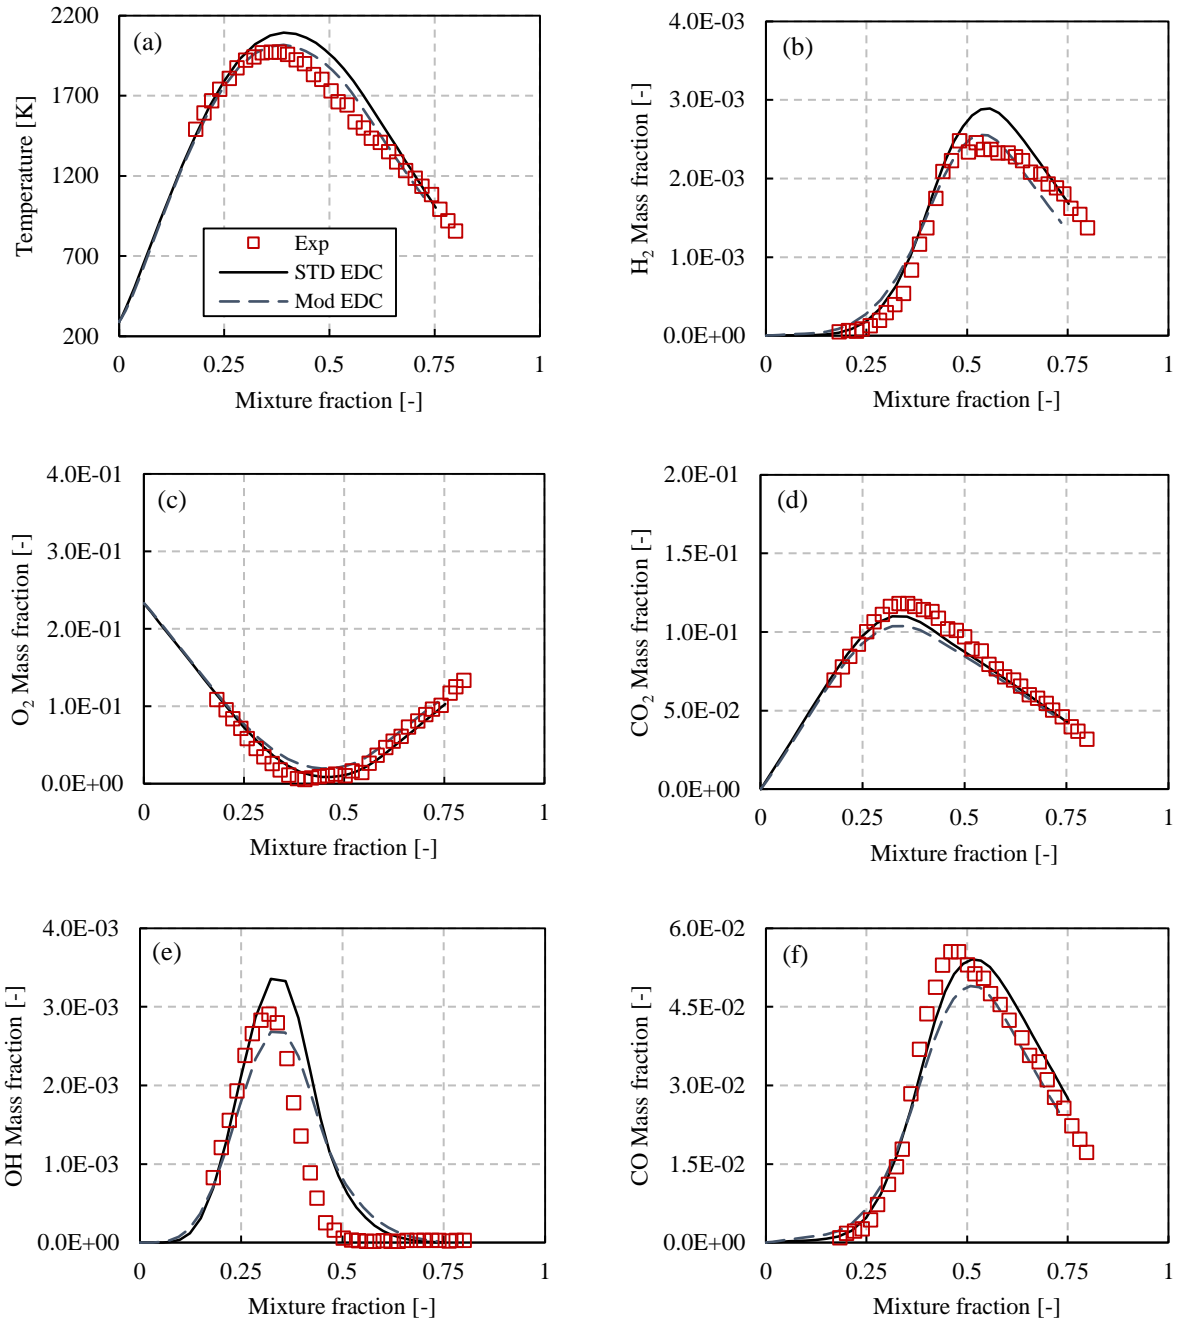 2200
1700
1200
700
200
(a)
Temperature [K]
Exp
STD EDC
Mod EDC
0
0.25
0.5
0.75
1
Mixture fraction [-]
4.0E-03
3.0E-03
2.0E-03
1.0E-03
0.0E+00
(b)
H₂ Mass fraction [-]
0
0.25
0.5
0.75
1
Mixture fraction [-]
4.0E-01
3.0E-01
2.0E-01
1.0E-01
0.0E+00
(c)
O₂ Mass fraction [-]
0
0.25
0.5
0.75
1
Mixture fraction [-]
2.0E-01
1.5E-01
1.0E-01
5.0E-02
0.0E+00
(d)
CO₂ Mass fraction [-]
0
0.25
0.5
0.75
1
Mixture fraction [-]
4.0E-03
3.0E-03
2.0E-03
1.0E-03
0.0E+00
(e)
OH Mass fraction [-]
0
0.25
0.5
0.75
1
Mixture fraction [-]
6.0E-02
4.5E-02
3.0E-02
1.5E-02
0.0E+00
(f)
CO Mass fraction [-]
0
0.25
0.5
0.75
1
Mixture fraction [-]